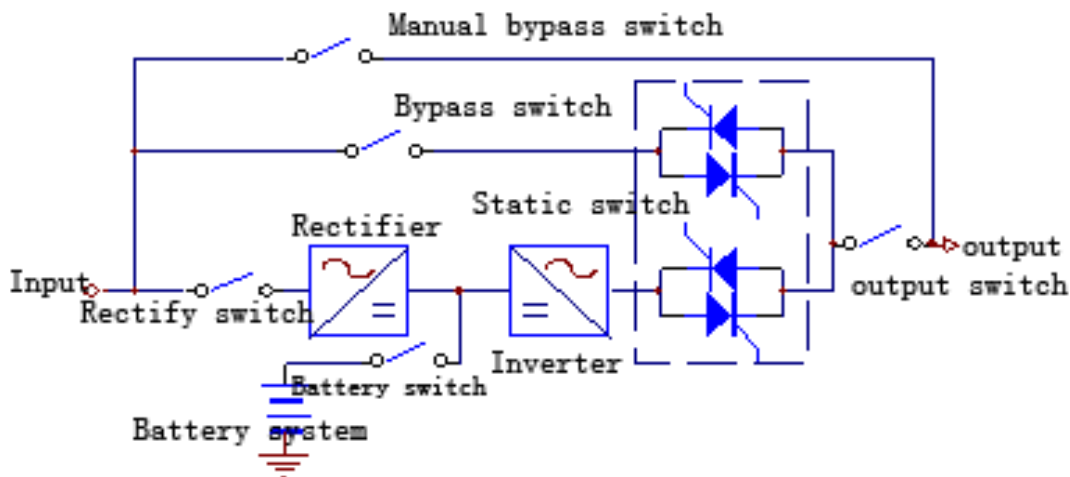 Manual bypass switch
Bypass switch
Static switch
Rectifier
Input
output
Rectify switch
output switch
Inverter
Battery switch
Battery system